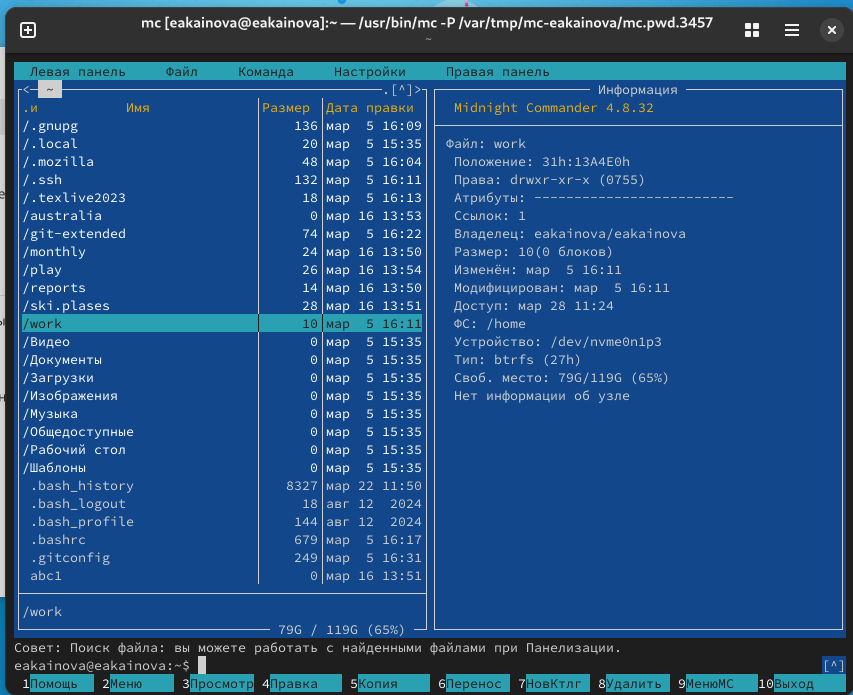 mc [eakainova@eakainova]:~ — /usr/bin/mc -P /var/tmp/mc-eakainova/mc.pwd.3457
~
Левая панель Файл Команда Настройки Правая панель
<- ~ .[^]>
.и Имя Размер Дата правки
/.gnupg 136 мар 5 16:09
/.local 20 мар 5 15:35
/.mozilla 48 мар 5 16:04
/.ssh 132 мар 5 16:11
/.texlive2023 18 мар 5 16:13
/australia 0 мар 16 13:53
/git-extended 74 мар 5 16:22
/monthly 24 мар 16 13:50
/play 26 мар 16 13:54
/reports 14 мар 16 13:50
/ski.plases 28 мар 16 13:51
/work 10 мар 5 16:11
/Видео 0 мар 5 15:35
/Документы 0 мар 5 15:35
/Загрузки 0 мар 5 15:35
/Изображения 0 мар 5 15:35
/Музыка 0 мар 5 15:35
/Общедоступные 0 мар 5 15:35
/Рабочий стол 0 мар 5 15:35
/Шаблоны 0 мар 5 15:35
.bash_history 8327 мар 22 11:50
.bash_logout 18 авг 12 2024
.bash_profile 144 авг 12 2024
.bashrc 679 мар 5 16:17
.gitconfig 249 мар 5 16:31
abc1 0 мар 16 13:51
/work
79G / 119G (65%)
Информация
Midnight Commander 4.8.32
Файл: work
Положение: 31h:13A4E0h
Права: drwxr-xr-x (0755)
Атрибуты: -------------------------
Ссылок: 1
Владелец: eakainova/eakainova
Размер: 10(0 блоков)
Изменён: мар 5 16:11
Модифицирован: мар 5 16:11
Доступ: мар 28 11:24
ФС: /home
Устройство: /dev/nvme0n1p3
Тип: btrfs (27h)
Своб. место: 79G/119G (65%)
Нет информации об узле
Совет: Поиск файла: вы можете работать с найденными файлами при Панелизации.
eakainova@eakainova:~$ [^]
1Помощь 2Меню 3Просмотр 4Правка 5Копия 6Перенос 7НовКтлг 8Удалить 9МенюMC 10Выход